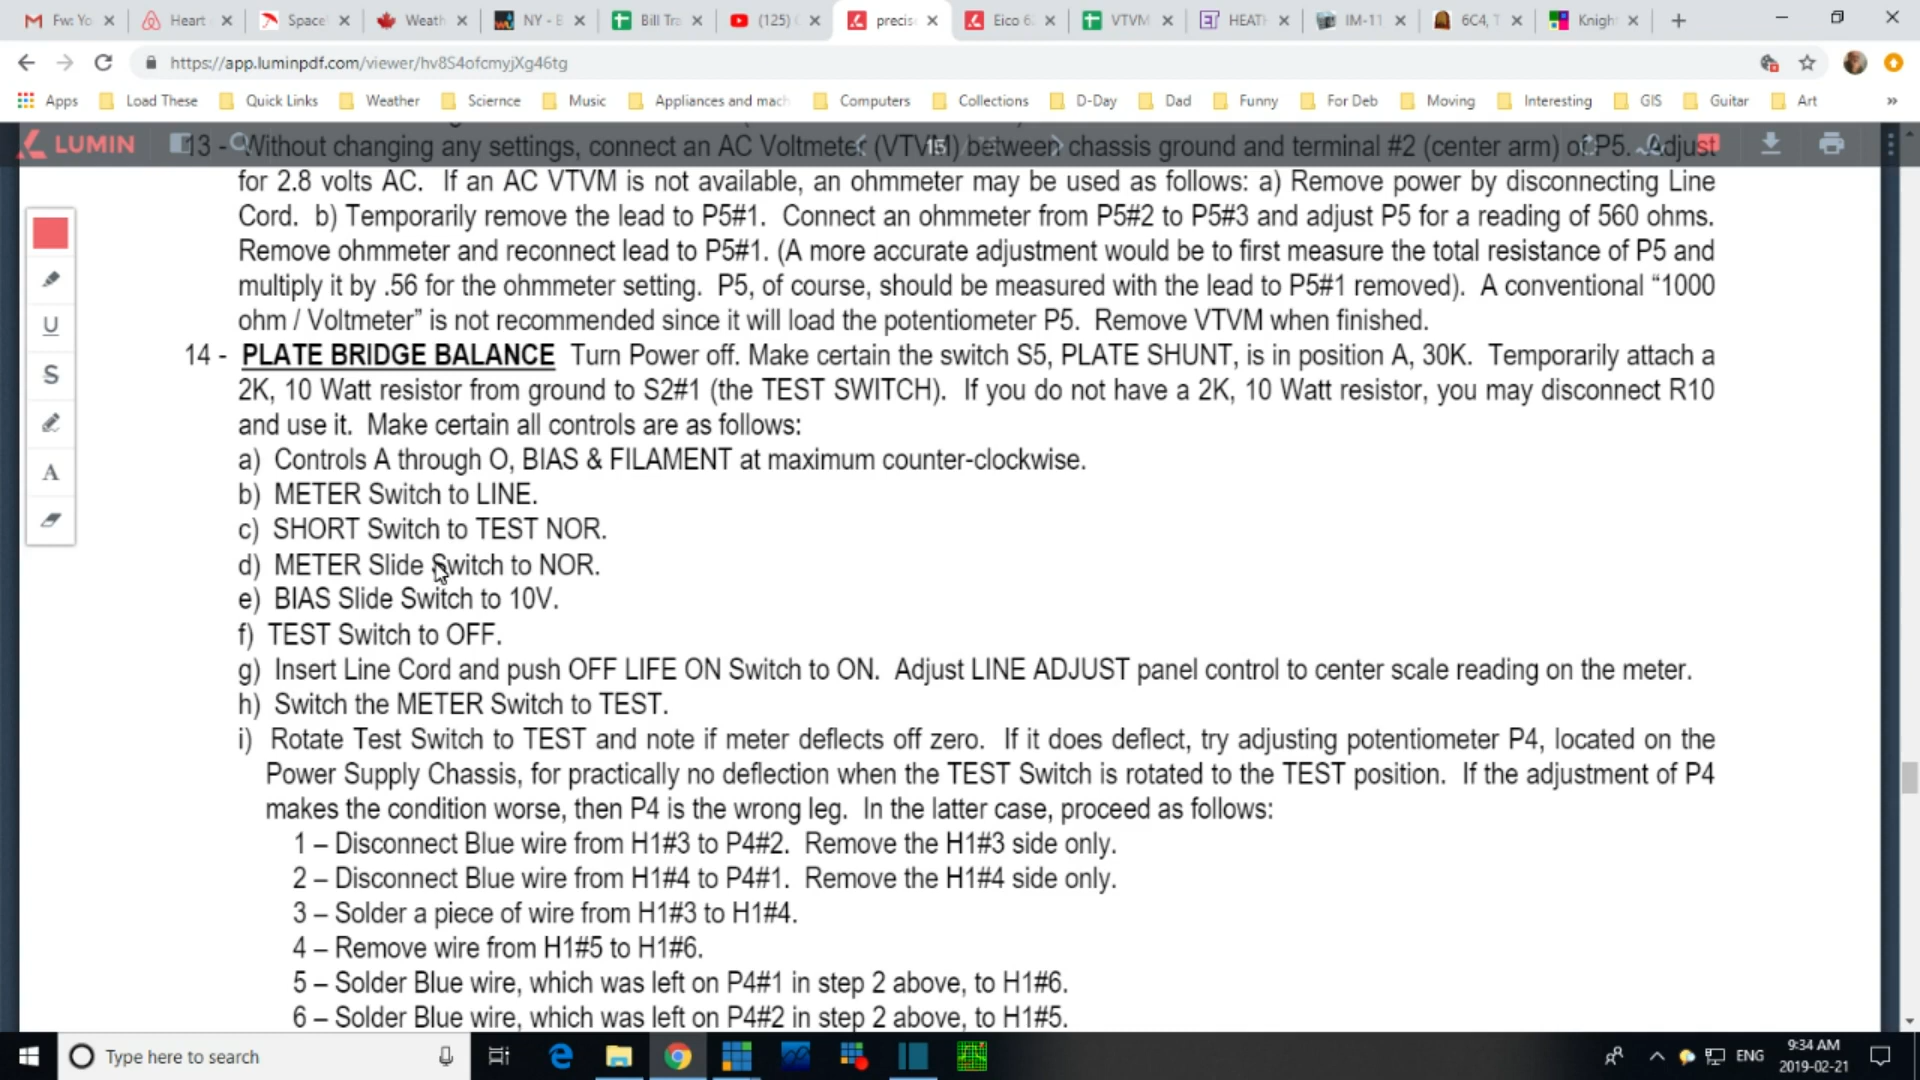 Fw: Yo
Heart
Space
Weath
NY - E
Bill Tra
(125)
precis
Eico 6
VTVM
HEATH
IM-11
6C4, T
Knigh
https://app.luminpdf.com/viewer/hv8S4ofcmyjXg46tg
Apps
Load These
Quick Links
Weather
Sciernce
Music
Appliances and mach
Computers
Collections
D-Day
Dad
Funny
For Deb
Moving
Interesting
GIS
Guitar
Art
»
LUMIN
15
13 - Without changing any settings, connect an AC Voltmeter (VTVM) between chassis ground and terminal #2 (center arm) of P5. Adjust
for 2.8 volts AC. If an AC VTVM is not available, an ohmmeter may be used as follows: a) Remove power by disconnecting Line
Cord. b) Temporarily remove the lead to P5#1. Connect an ohmmeter from P5#2 to P5#3 and adjust P5 for a reading of 560 ohms.
Remove ohmmeter and reconnect lead to P5#1. (A more accurate adjustment would be to first measure the total resistance of P5 and
multiply it by .56 for the ohmmeter setting. P5, of course, should be measured with the lead to P5#1 removed). A conventional “1000
ohm / Voltmeter” is not recommended since it will load the potentiometer P5. Remove VTVM when finished.
14 - PLATE BRIDGE BALANCE Turn Power off. Make certain the switch S5, PLATE SHUNT, is in position A, 30K. Temporarily attach a
2K, 10 Watt resistor from ground to S2#1 (the TEST SWITCH). If you do not have a 2K, 10 Watt resistor, you may disconnect R10
and use it. Make certain all controls are as follows:
a) Controls A through O, BIAS & FILAMENT at maximum counter-clockwise.
b) METER Switch to LINE.
c) SHORT Switch to TEST NOR.
d) METER Slide Switch to NOR.
e) BIAS Slide Switch to 10V.
f) TEST Switch to OFF.
g) Insert Line Cord and push OFF LIFE ON Switch to ON. Adjust LINE ADJUST panel control to center scale reading on the meter.
h) Switch the METER Switch to TEST.
i) Rotate Test Switch to TEST and note if meter deflects off zero. If it does deflect, try adjusting potentiometer P4, located on the
Power Supply Chassis, for practically no deflection when the TEST Switch is rotated to the TEST position. If the adjustment of P4
makes the condition worse, then P4 is the wrong leg. In the latter case, proceed as follows:
1 – Disconnect Blue wire from H1#3 to P4#2. Remove the H1#3 side only.
2 – Disconnect Blue wire from H1#4 to P4#1. Remove the H1#4 side only.
3 – Solder a piece of wire from H1#3 to H1#4.
4 – Remove wire from H1#5 to H1#6.
5 – Solder Blue wire, which was left on P4#1 in step 2 above, to H1#6.
6 – Solder Blue wire, which was left on P4#2 in step 2 above, to H1#5.
U
S
A
Type here to search
ENG
9:34 AM
2019-02-21